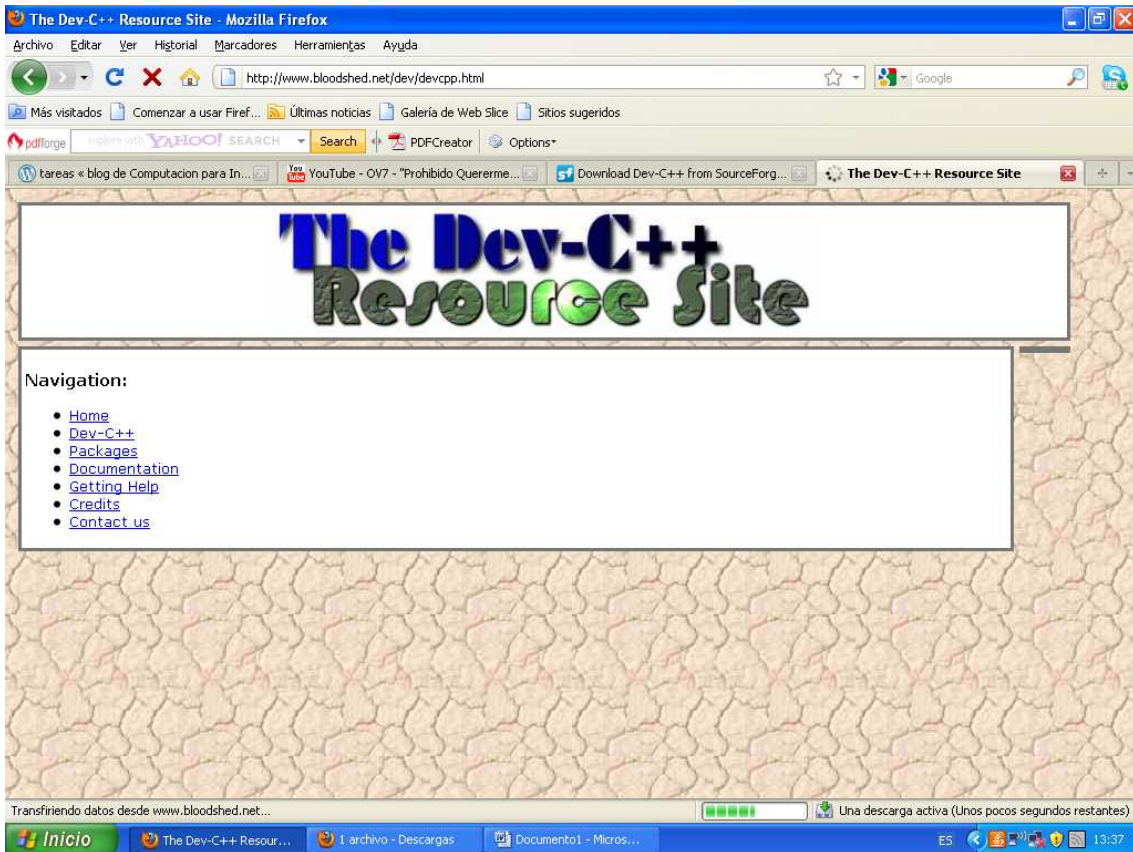 The Dev-C++ Resource Site - Mozilla Firefox
Archivo Editar Ver Historial Marcadores Herramientas Ayuda
http://www.bloodshed.net/dev/devcpp.html Google
Más visitados Comenzar a usar Firef... Últimas noticias Galería de Web Slice Sitios sugeridos
pdfforge explore with YAHOO! SEARCH Search PDFCreator Options
tareas « blog de Computacion para In... YouTube - OV7 - "Prohibido Quererme... Download Dev-C++ from SourceForg... The Dev-C++ Resource Site
The Dev-C++
Resource Site
Navigation:
Home
Dev-C++
Packages
Documentation
Getting Help
Credits
Contact us
Transfiriendo datos desde www.bloodshed.net... Una descarga activa (Unos pocos segundos restantes)
Inicio The Dev-C++ Resour... 1 archivo - Descargas Documento1 - Micros... ES 13:37